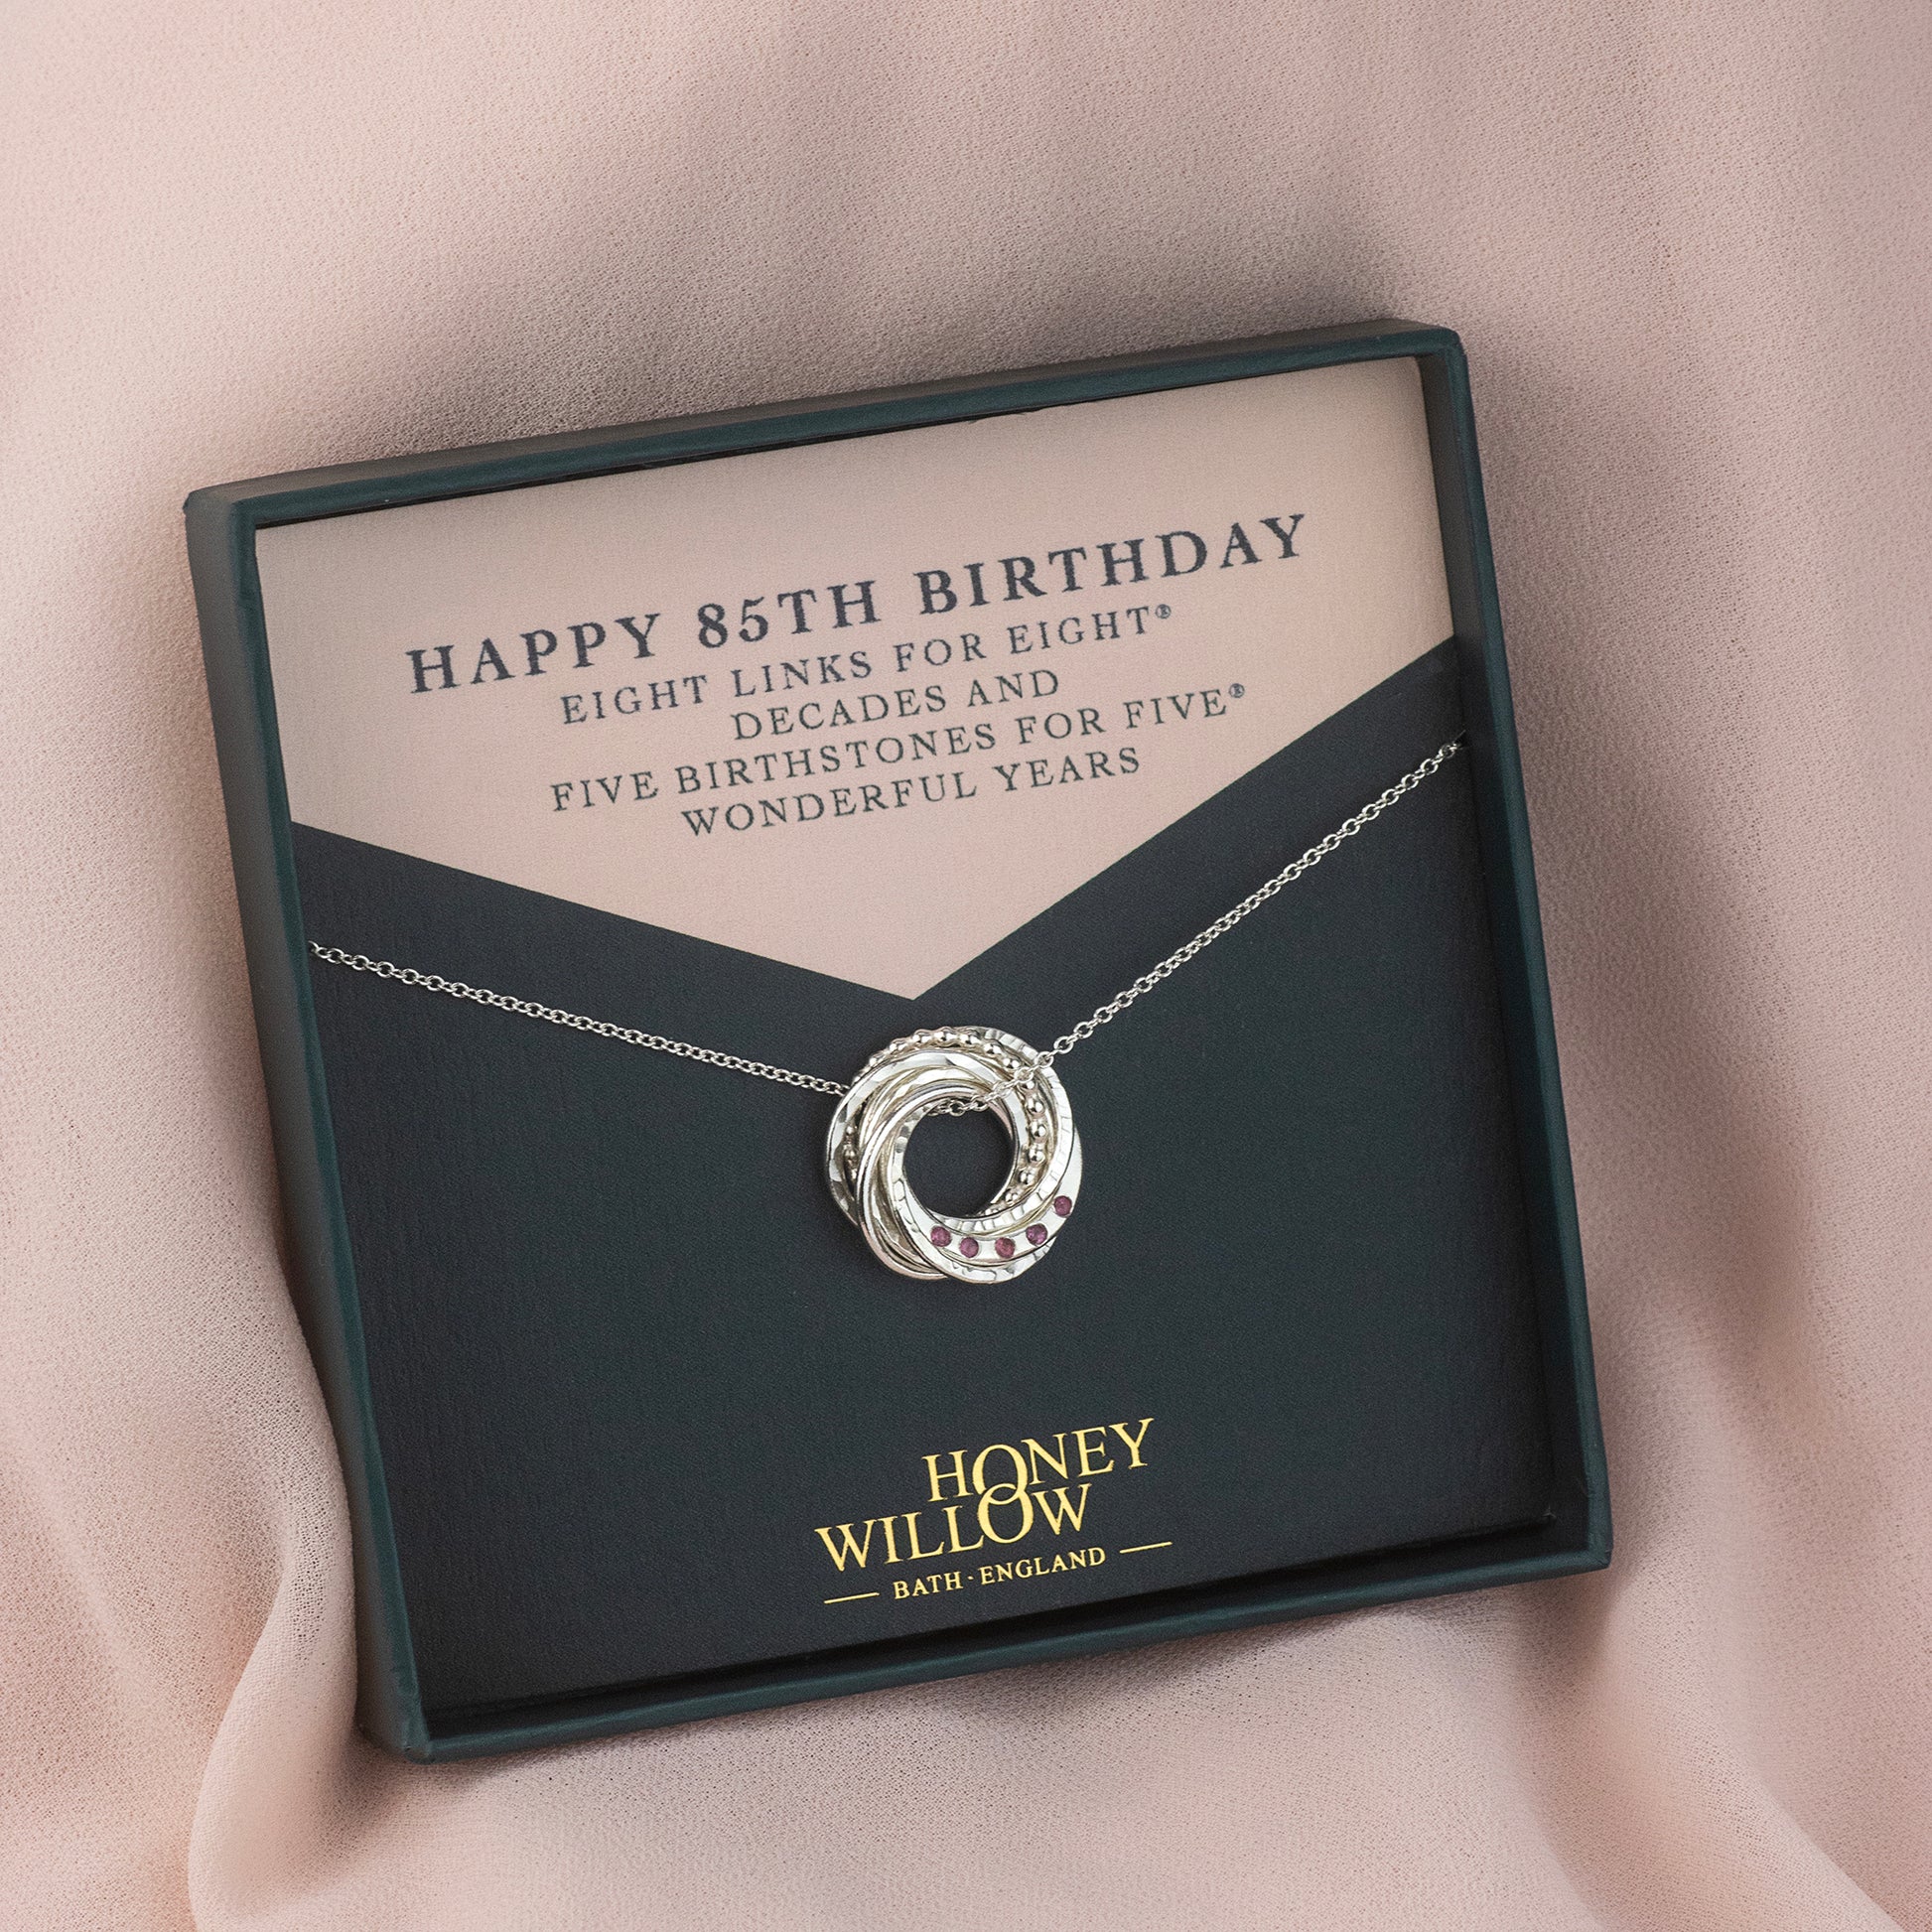 HAPPY 85TH BIRTHDAY
EIGHT LINKS FOR EIGHT®
DECADES AND
FIVE BIRTHSTONES FOR FIVE®
WONDERFUL YEARS
HONEY
WILLOW
BATH · ENGLAND